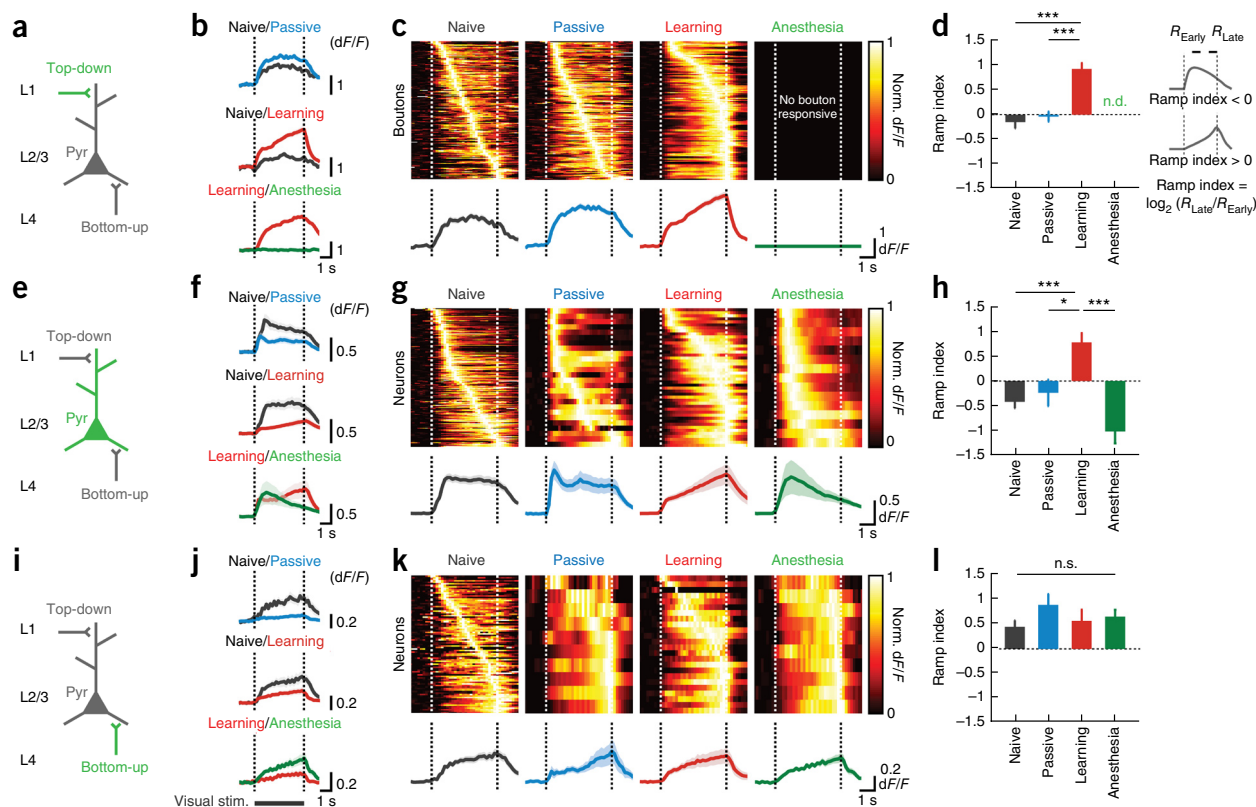 a
Top-down
L1
L2/3
Pyr
L4
Bottom-up
b
Naive/Passive
(dF/F)
1
Naive/Learning
1
Learning/Anesthesia
1
1 s
c
Naive
Passive
Learning
Anesthesia
Boutons
No bouton
responsive
1
0
Norm. dF/F
1
dF/F
1 s
d
***
***
Ramp index
1.5
1
0.5
0
−0.5
−1
−1.5
n.d.
Naive
Passive
Learning
Anesthesia
REarly RLate
Ramp index < 0
Ramp index > 0
Ramp index =
log2 (RLate/REarly)
e
Top-down
L1
L2/3
Pyr
L4
Bottom-up
f
Naive/Passive
(dF/F)
0.5
Naive/Learning
0.5
Learning/Anesthesia
0.5
1 s
g
Naive
Passive
Learning
Anesthesia
Neurons
1
0
Norm. dF/F
0.5
dF/F
1 s
h
***
*
***
Ramp index
1.5
1
0.5
0
−0.5
−1
−1.5
Naive
Passive
Learning
Anesthesia
i
Top-down
L1
L2/3
Pyr
L4
Bottom-up
j
Naive/Passive
(dF/F)
0.2
Naive/Learning
0.2
Learning/Anesthesia
0.2
Visual stim.
1 s
k
Naive
Passive
Learning
Anesthesia
Neurons
1
0
Norm. dF/F
0.2
dF/F
1 s
l
n.s.
Ramp index
1.5
1
0.5
0
0.5
1
1.5
Naive
Passive
Learning
Anesthesia